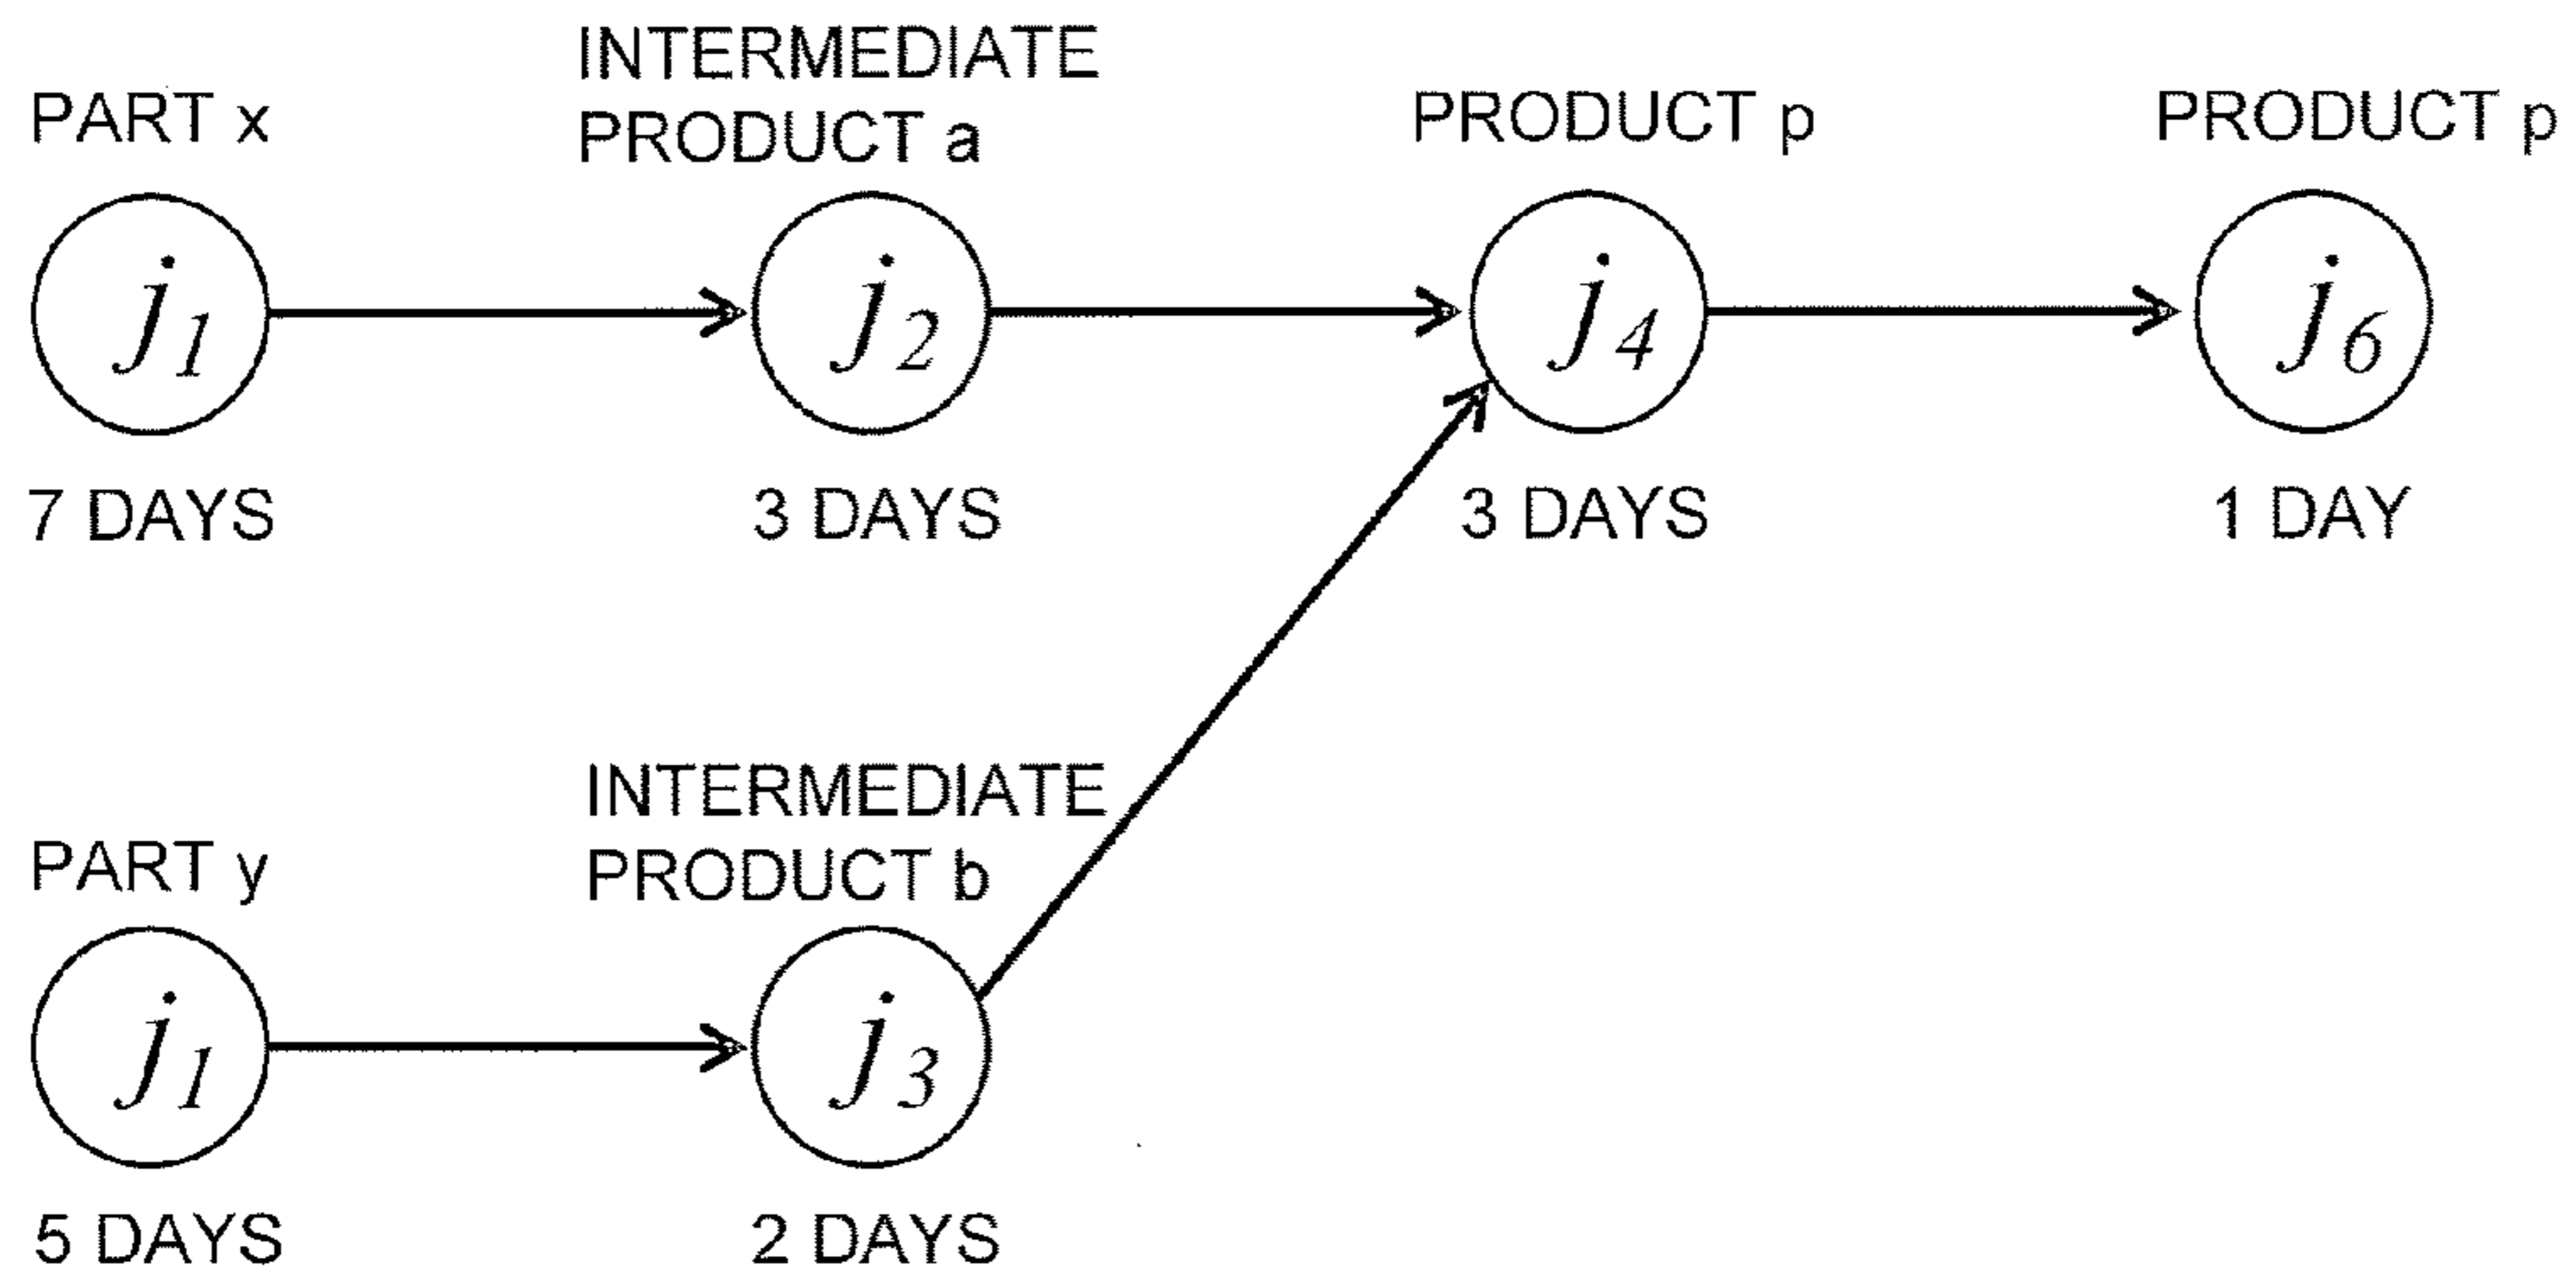 PART x
INTERMEDIATE
PRODUCT a
PRODUCT p
PRODUCT p
j1
j2
j4
j6
7 DAYS
3 DAYS
3 DAYS
1 DAY
PART y
INTERMEDIATE
PRODUCT b
j1
j3
5 DAYS
2 DAYS